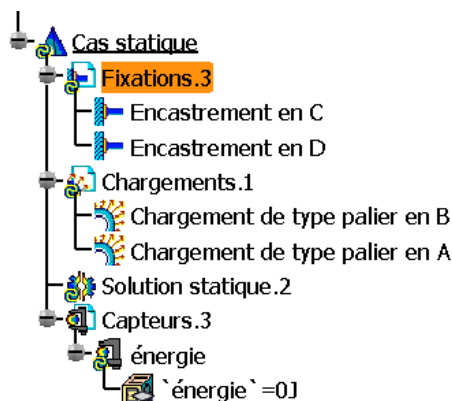 Cas statique
Fixations.3
Encastrement en C
Encastrement en D
Chargements.1
Chargement de type palier en B
Chargement de type palier en A
Solution statique.2
Capteurs.3
énergie
`énergie`=0J